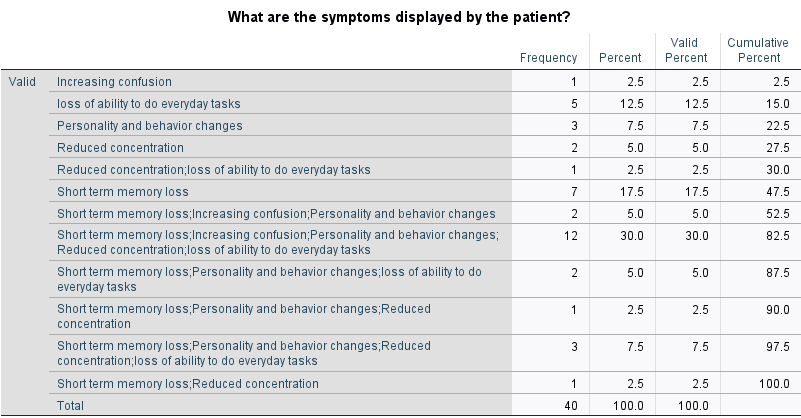 What are the symptoms displayed by the patient?
Frequency Percent Valid Percent Cumulative Percent
Valid Increasing confusion 1 2.5 2.5 2.5
loss of ability to do everyday tasks 5 12.5 12.5 15.0
Personality and behavior changes 3 7.5 7.5 22.5
Reduced concentration 2 5.0 5.0 27.5
Reduced concentration;loss of ability to do everyday tasks 1 2.5 2.5 30.0
Short term memory loss 7 17.5 17.5 47.5
Short term memory loss;Increasing confusion;Personality and behavior changes 2 5.0 5.0 52.5
Short term memory loss;Increasing confusion;Personality and behavior changes;
Reduced concentration;loss of ability to do everyday tasks 12 30.0 30.0 82.5
Short term memory loss;Personality and behavior changes;loss of ability to do
everyday tasks 2 5.0 5.0 87.5
Short term memory loss;Personality and behavior changes;Reduced
concentration 1 2.5 2.5 90.0
Short term memory loss;Personality and behavior changes;Reduced
concentration;loss of ability to do everyday tasks 3 7.5 7.5 97.5
Short term memory loss;Reduced concentration 1 2.5 2.5 100.0
Total 40 100.0 100.0